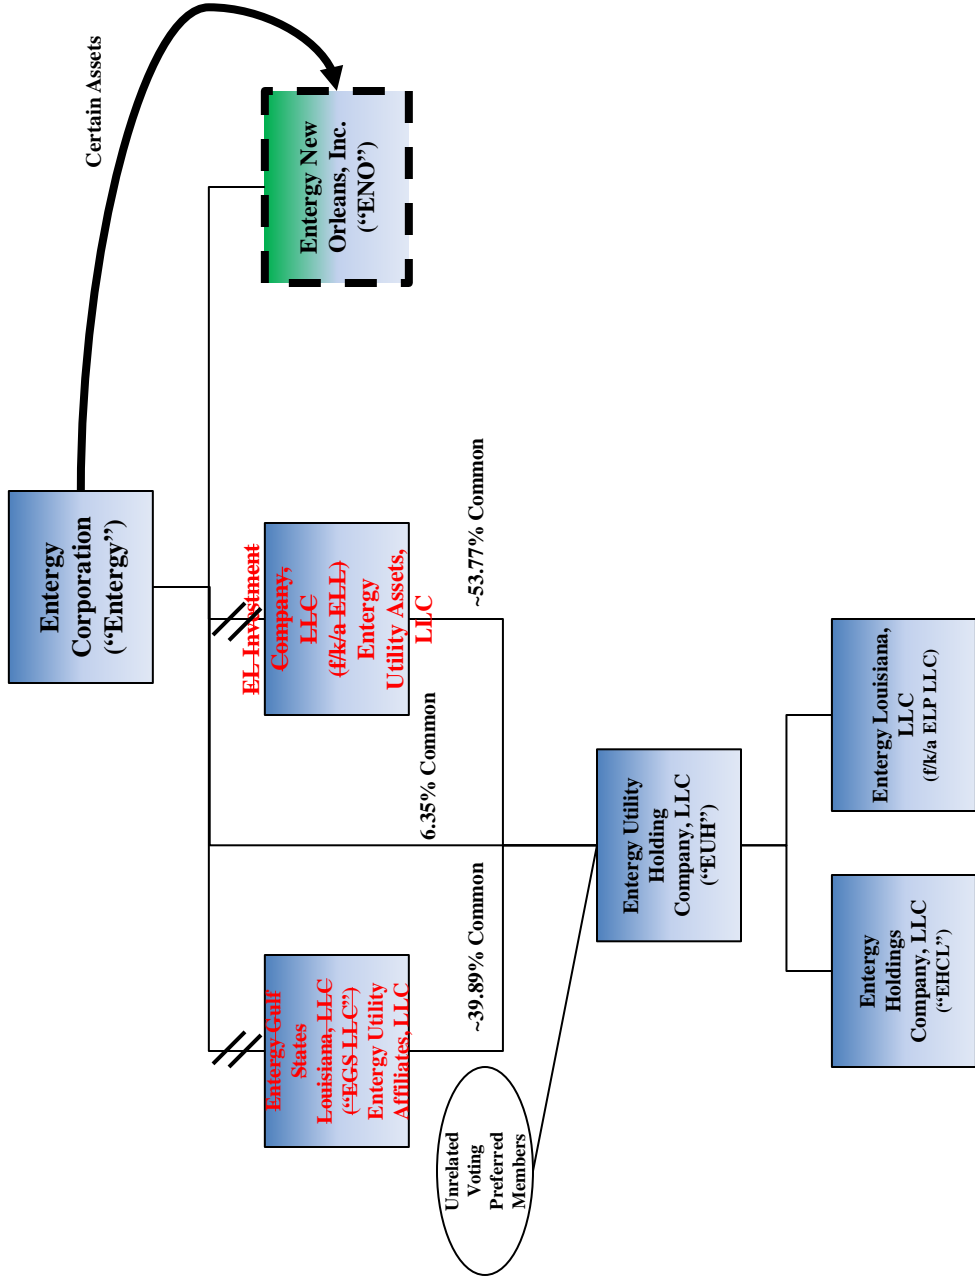 Entergy
Corporation
(“Entergy”)
Certain Assets
Entergy Gulf
States
Louisiana, LLC
(“EGS LLC”)
Entergy Utility
Affiliates, LLC
EL Investment
Company,
LLC
(f/k/a ELL)
Entergy
Utility Assets,
LLC
Entergy New
Orleans, Inc.
(“ENO”)
Unrelated
Voting
Preferred
Members
~39.89% Common
6.35% Common
~53.77% Common
Entergy Utility
Holding
Company, LLC
(“EUH”)
Entergy
Holdings
Company, LLC
(“EHCL”)
Entergy Louisiana,
LLC
(f/k/a ELP LLC)